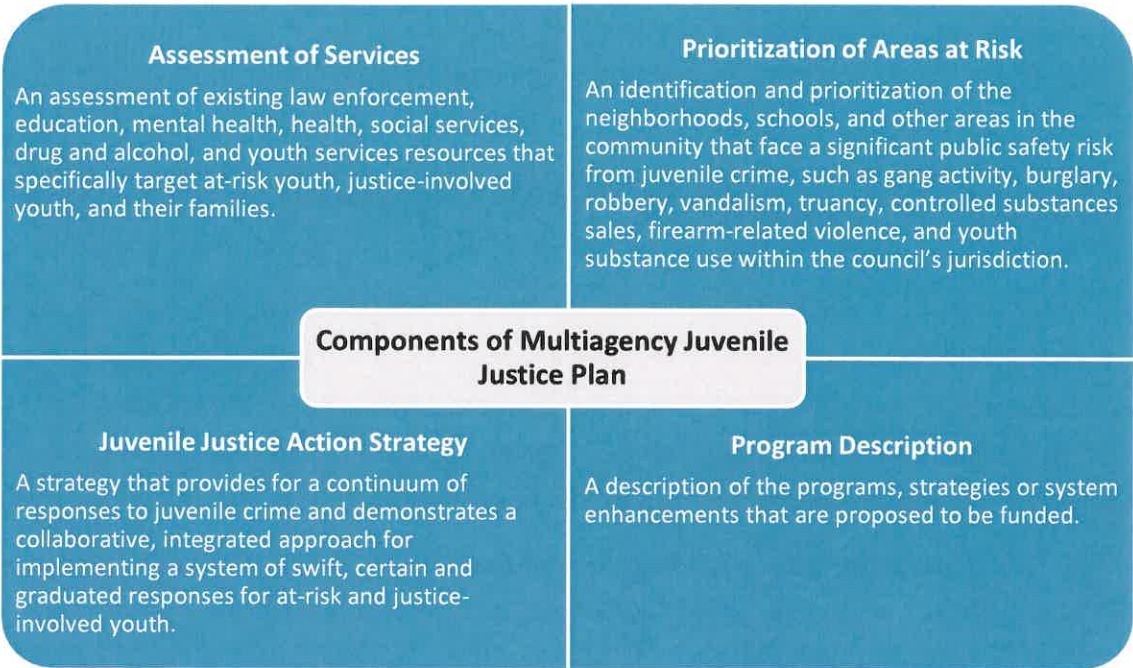 Assessment of Services
An assessment of existing law enforcement,
education, mental health, health, social services,
drug and alcohol, and youth services resources that
specifically target at-risk youth, justice-involved
youth, and their families.
Prioritization of Areas at Risk
An identification and prioritization of the
neighborhoods, schools, and other areas in the
community that face a significant public safety risk
from juvenile crime, such as gang activity, burglary,
robbery, vandalism, truancy, controlled substances
sales, firearm-related violence, and youth
substance use within the council's jurisdiction.
Components of Multiagency Juvenile
Justice Plan
Juvenile Justice Action Strategy
A strategy that provides for a continuum of
responses to juvenile crime and demonstrates a
collaborative, integrated approach for
implementing a system of swift, certain and
graduated responses for at-risk and justice-
involved youth.
Program Description
A description of the programs, strategies or system
enhancements that are proposed to be funded.